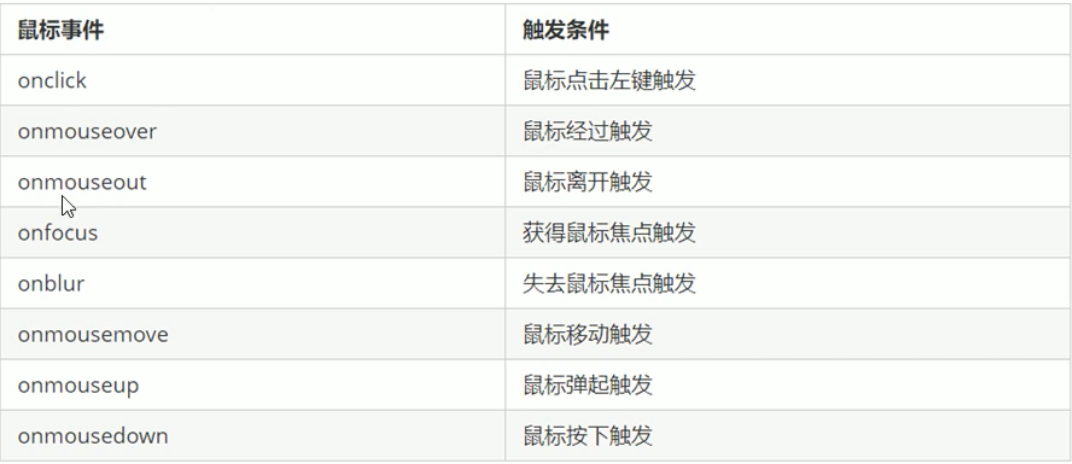 鼠标事件 触发条件
onclick 鼠标点击左键触发
onmouseover 鼠标经过触发
onmouseout 鼠标离开触发
onfocus 获得鼠标焦点触发
onblur 失去鼠标焦点触发
onmousemove 鼠标移动触发
onmouseup 鼠标弹起触发
onmousedown 鼠标按下触发